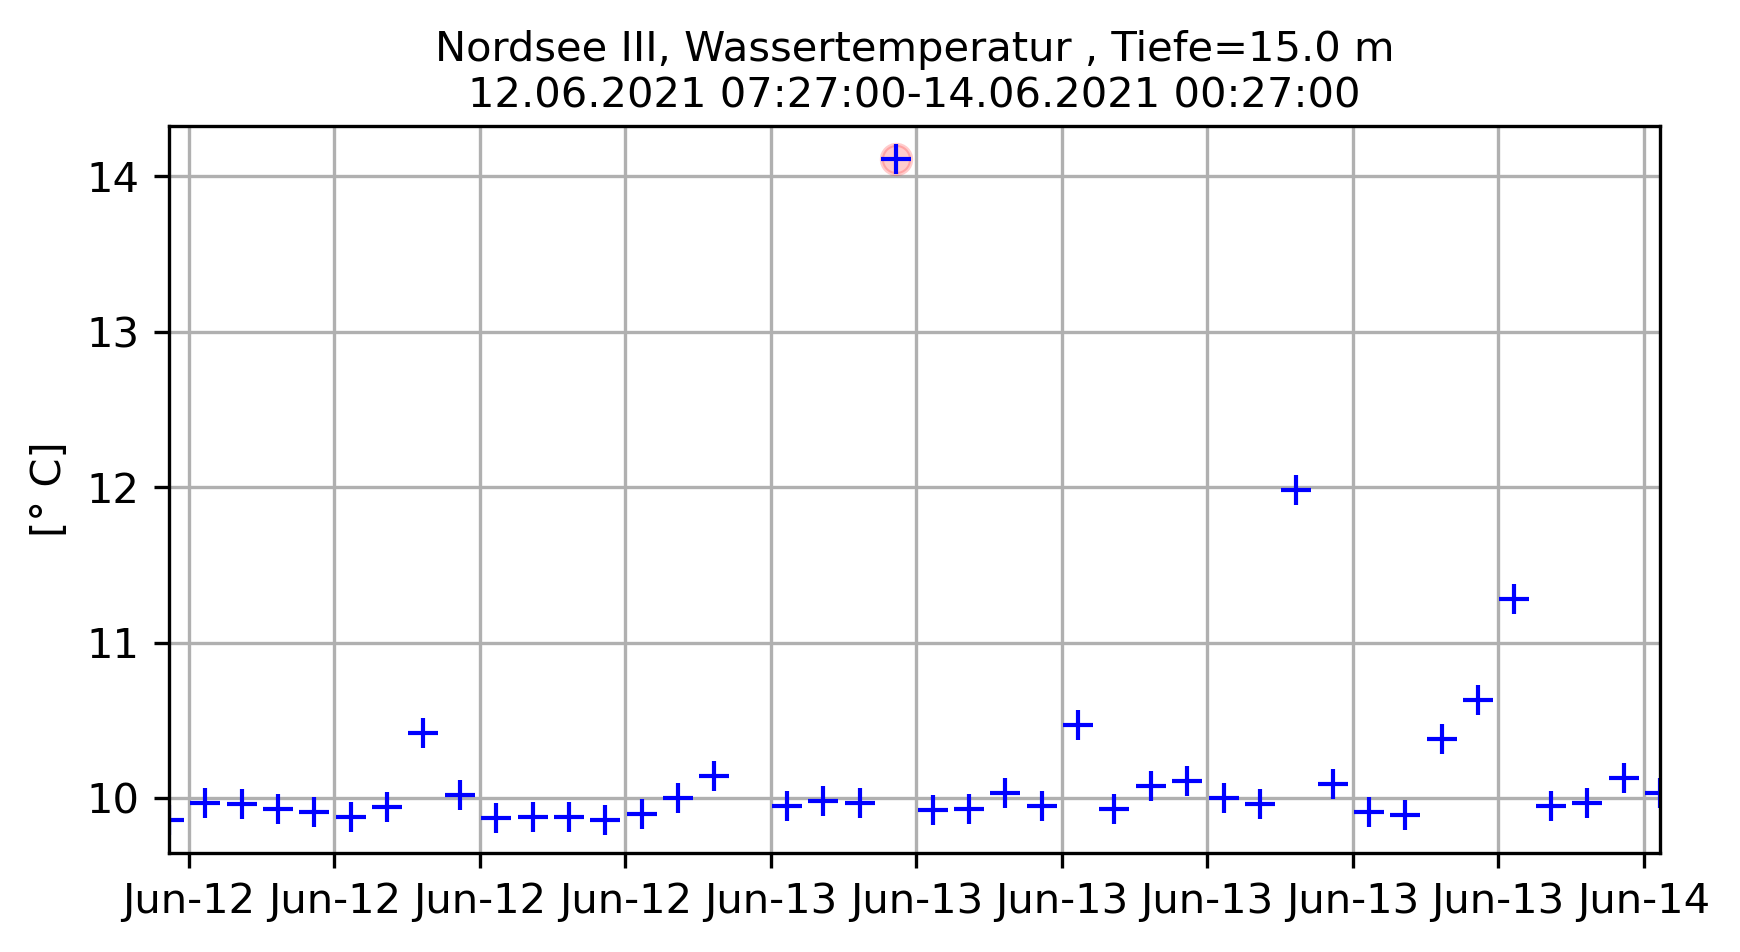 Nordsee III, Wassertemperatur , Tiefe=15.0 m
12.06.2021 07:27:00-14.06.2021 00:27:00
14
13
12
11
10
[° C]
Jun-12 Jun-12 Jun-12 Jun-12 Jun-13 Jun-13 Jun-13 Jun-13 Jun-13 Jun-13 Jun-14